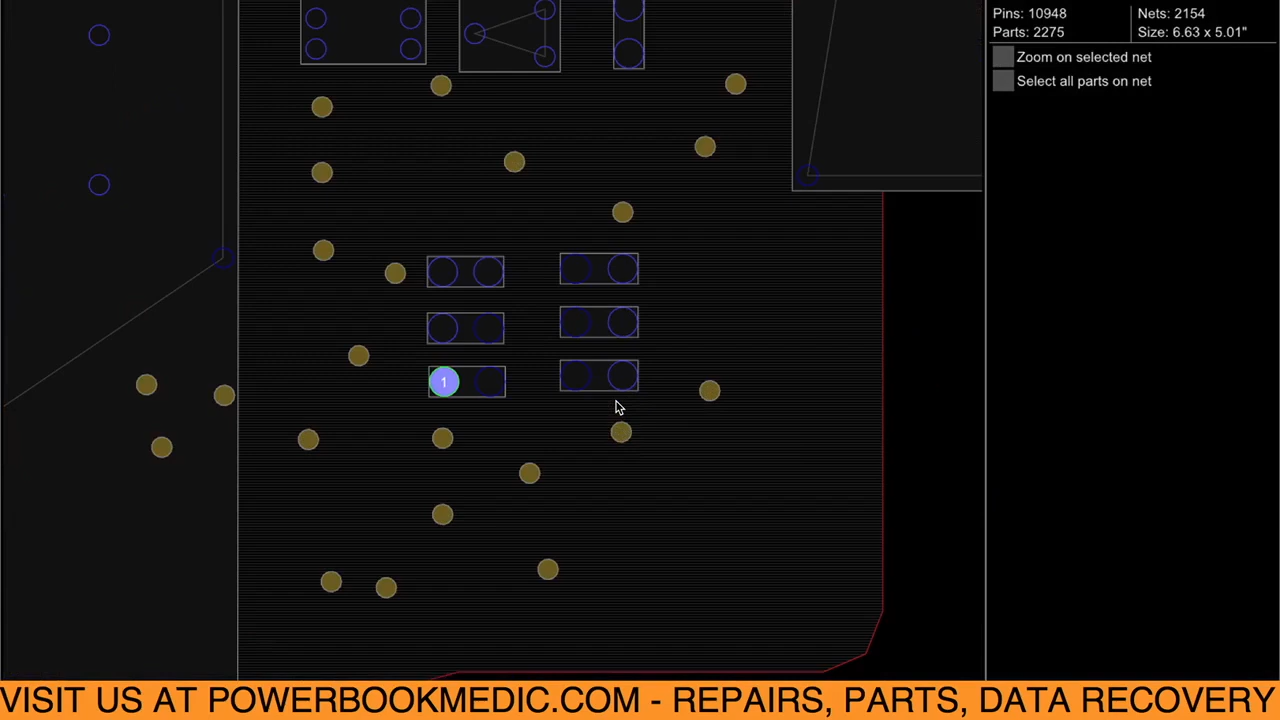 Pins: 10948
Parts: 2275
Nets: 2154
Size: 6.63 x 5.01"
Zoom on selected net
Select all parts on net
1
VISIT US AT POWERBOOKMEDIC.COM - REPAIRS, PARTS, DATA RECOVERY